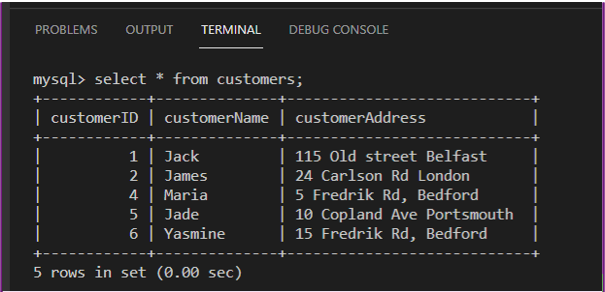 PROBLEMS OUTPUT TERMINAL DEBUG CONSOLE
mysql> select * from customers;
+------------+--------------+---------------------------+
| customerID | customerName | customerAddress           |
+------------+--------------+---------------------------+
|          1 | Jack         | 115 Old street Belfast    |
|          2 | James        | 24 Carlson Rd London      |
|          4 | Maria        | 5 Fredrik Rd, Bedford     |
|          5 | Jade         | 10 Copland Ave Portsmouth |
|          6 | Yasmine      | 15 Fredrik Rd, Bedford    |
+------------+--------------+---------------------------+
5 rows in set (0.00 sec)